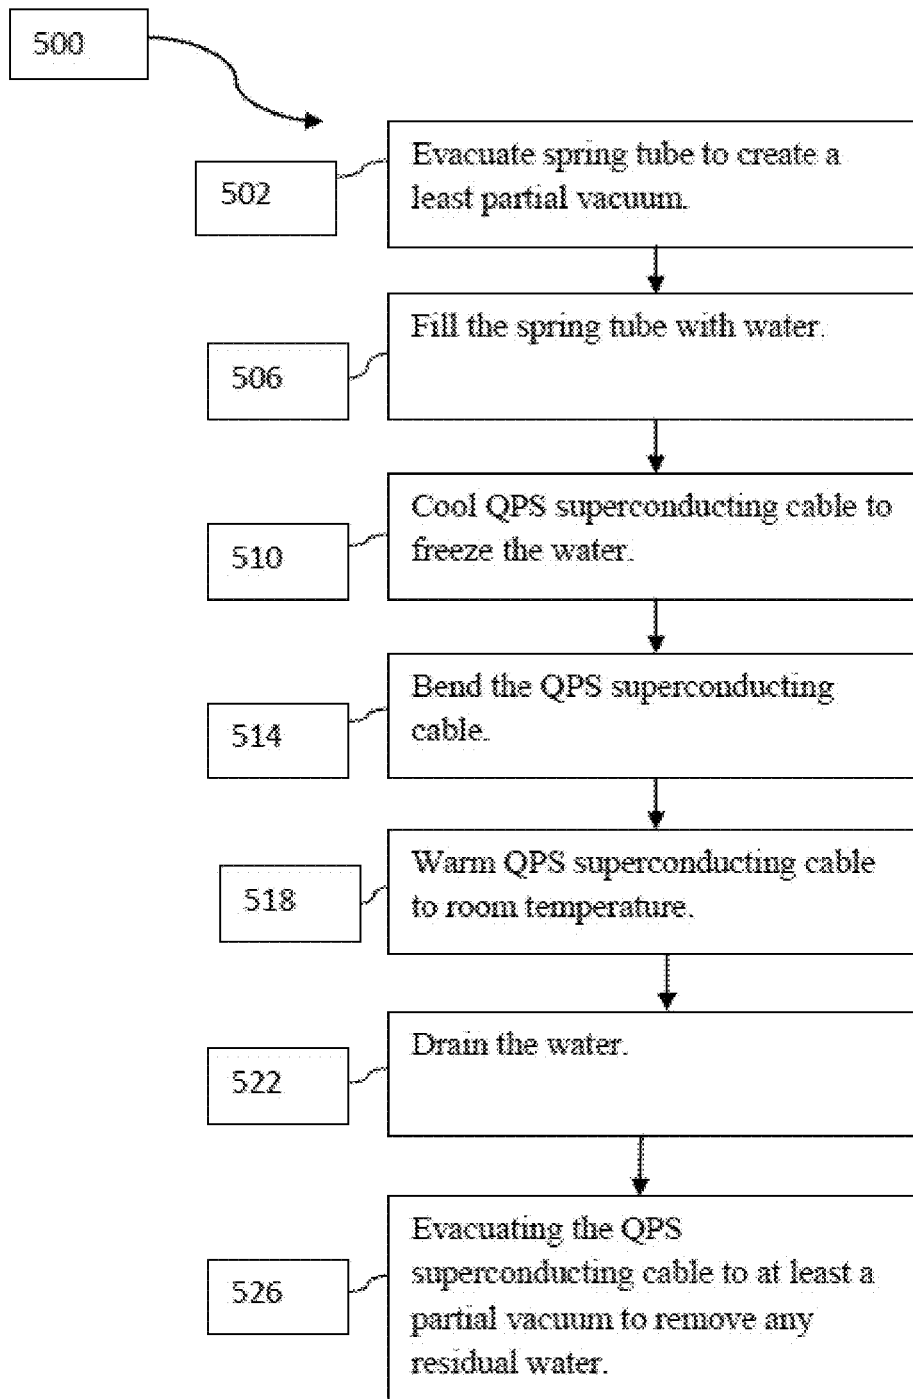 500
502
Evacuate spring tube to create a
least partial vacuum.
506
Fill the spring tube with water.
510
Cool QPS superconducting cable to
freeze the water.
514
Bend the QPS superconducting
cable.
518
Warm QPS superconducting cable
to room temperature.
522
Drain the water.
526
Evacuating the QPS
superconducting cable to at least a
partial vacuum to remove any
residual water.